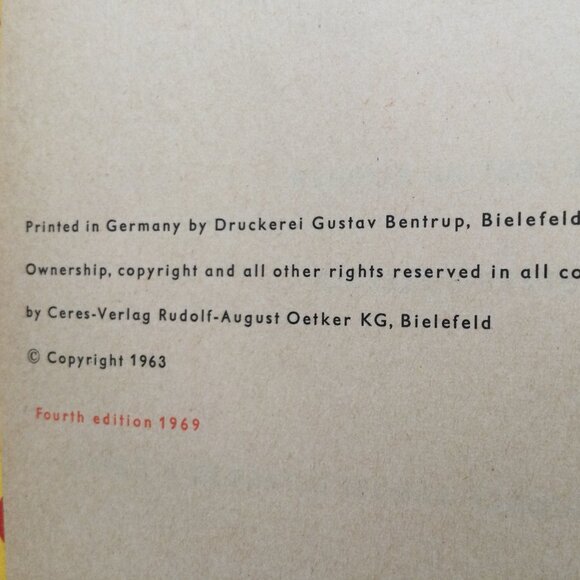 Printed in Germany by Druckerei Gustav Bentrup, Bielefeld
Ownership, copyright and all other rights reserved in all
by Ceres-Verlag Rudolf-August Oetker KG, Bielefeld
© Copyright 1963
Fourth edition 1969